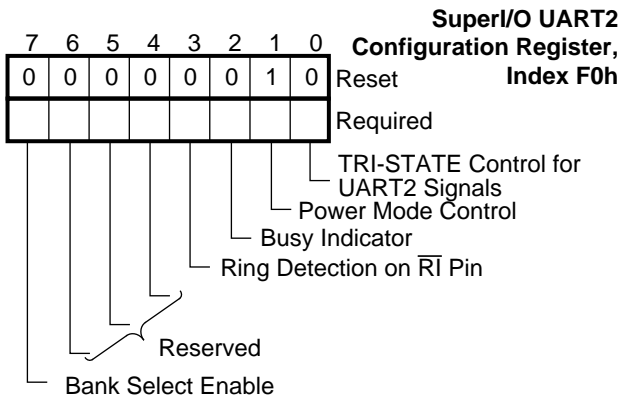 SuperI/O UART2
Configuration Register,
Index F0h
7 6 5 4 3 2 1 0
0 0 0 0 0 0 1 0 Reset
Required
TRI-STATE Control for
UART2 Signals
Power Mode Control
Busy Indicator
Ring Detection on R̅I̅ Pin
Reserved
Bank Select Enable